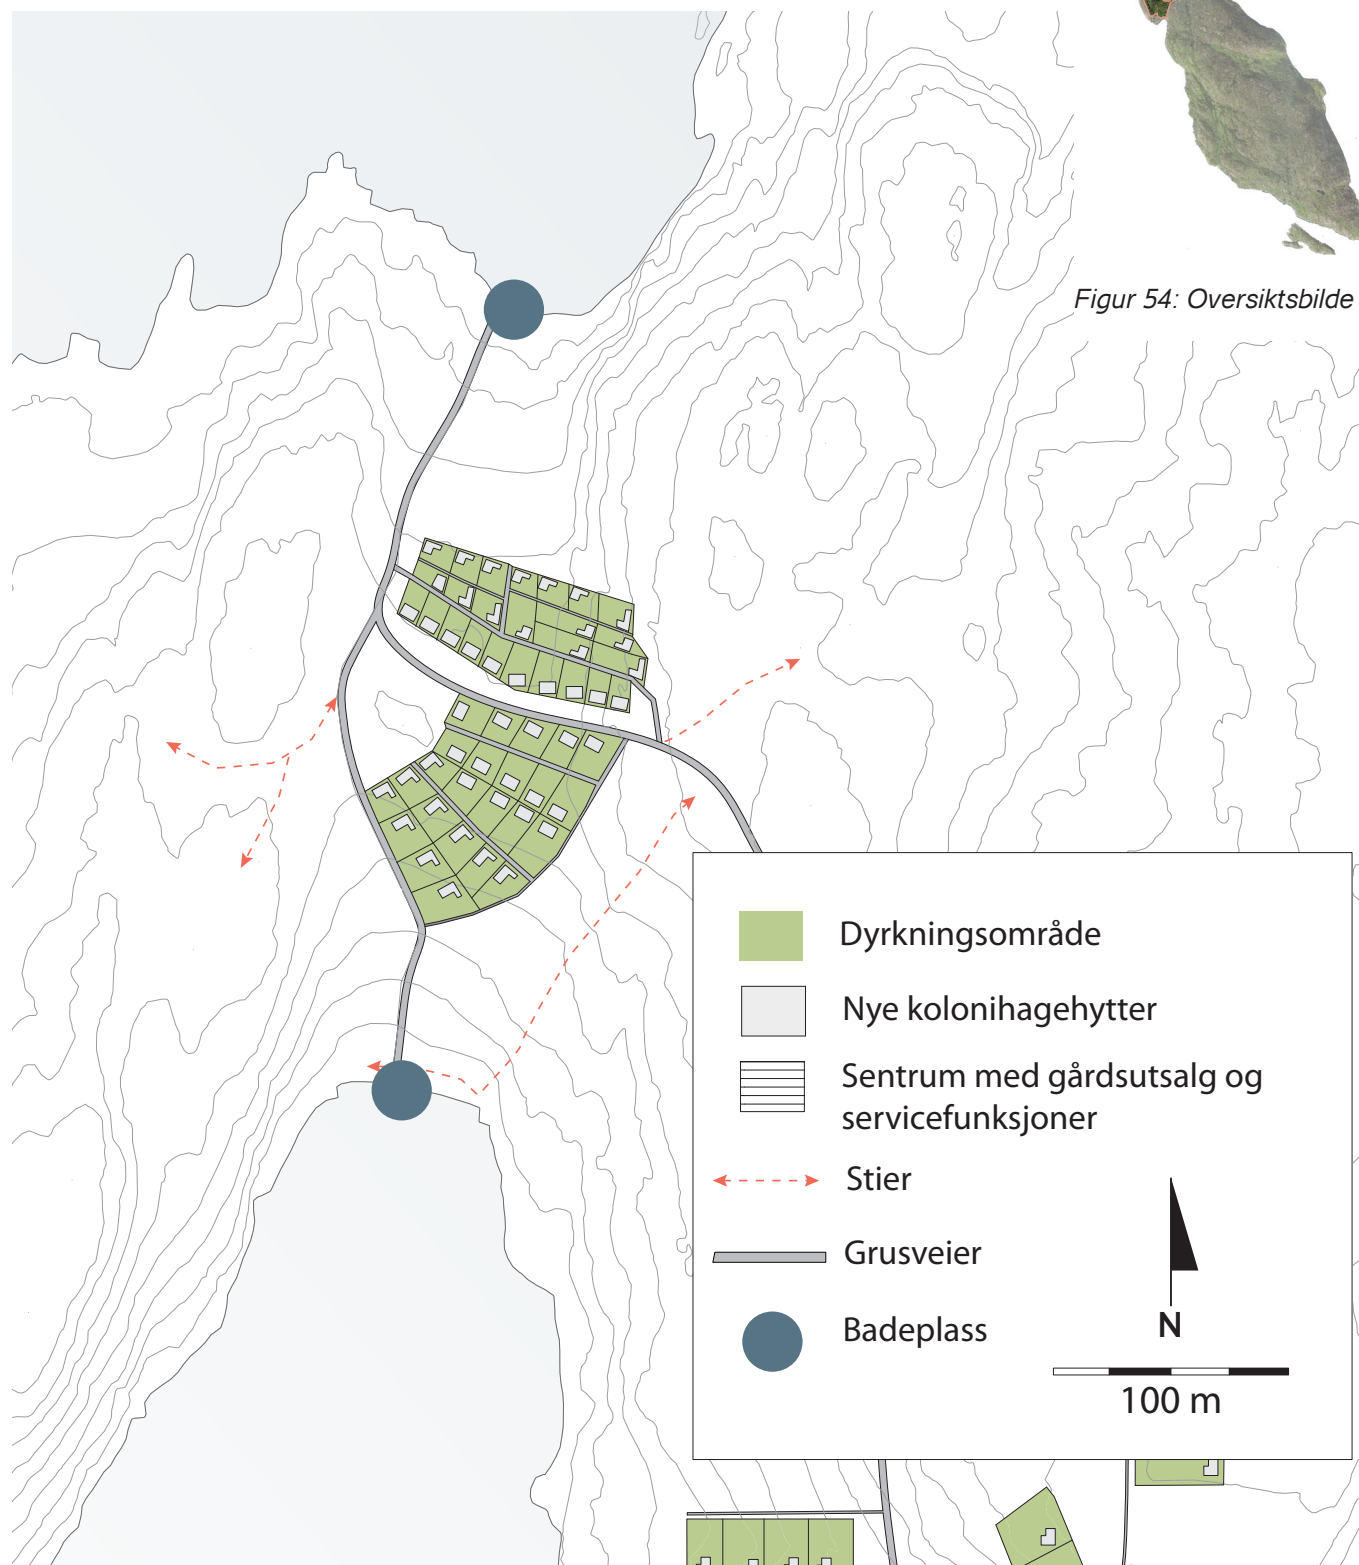 Figur 54: Oversiktsbilde
Dyrkningsområde
Nye kolonihagehytter
Sentrum med gårdsutsalg og
servicefunksjoner
Stier
Grusveier
Badeplass
N
100 m